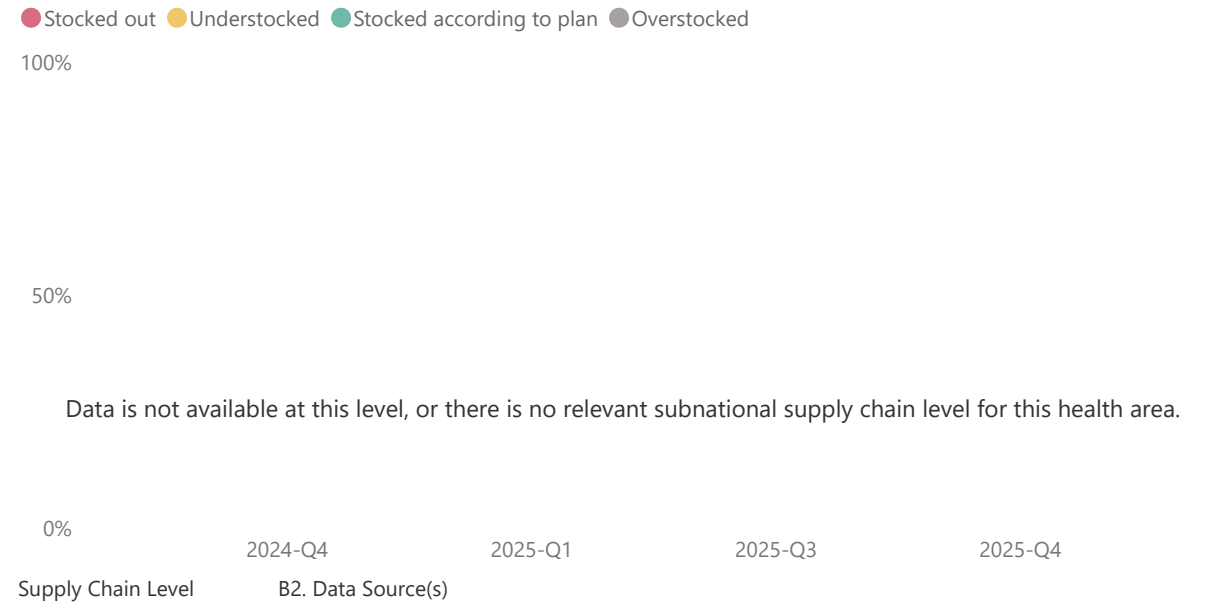 Stocked out Understocked Stocked according to plan Overstocked
100%
50%
Data is not available at this level, or there is no relevant subnational supply chain level for this health area.
0%
2024-Q4 2025-Q1 2025-Q3 2025-Q4
Supply Chain Level B2. Data Source(s)